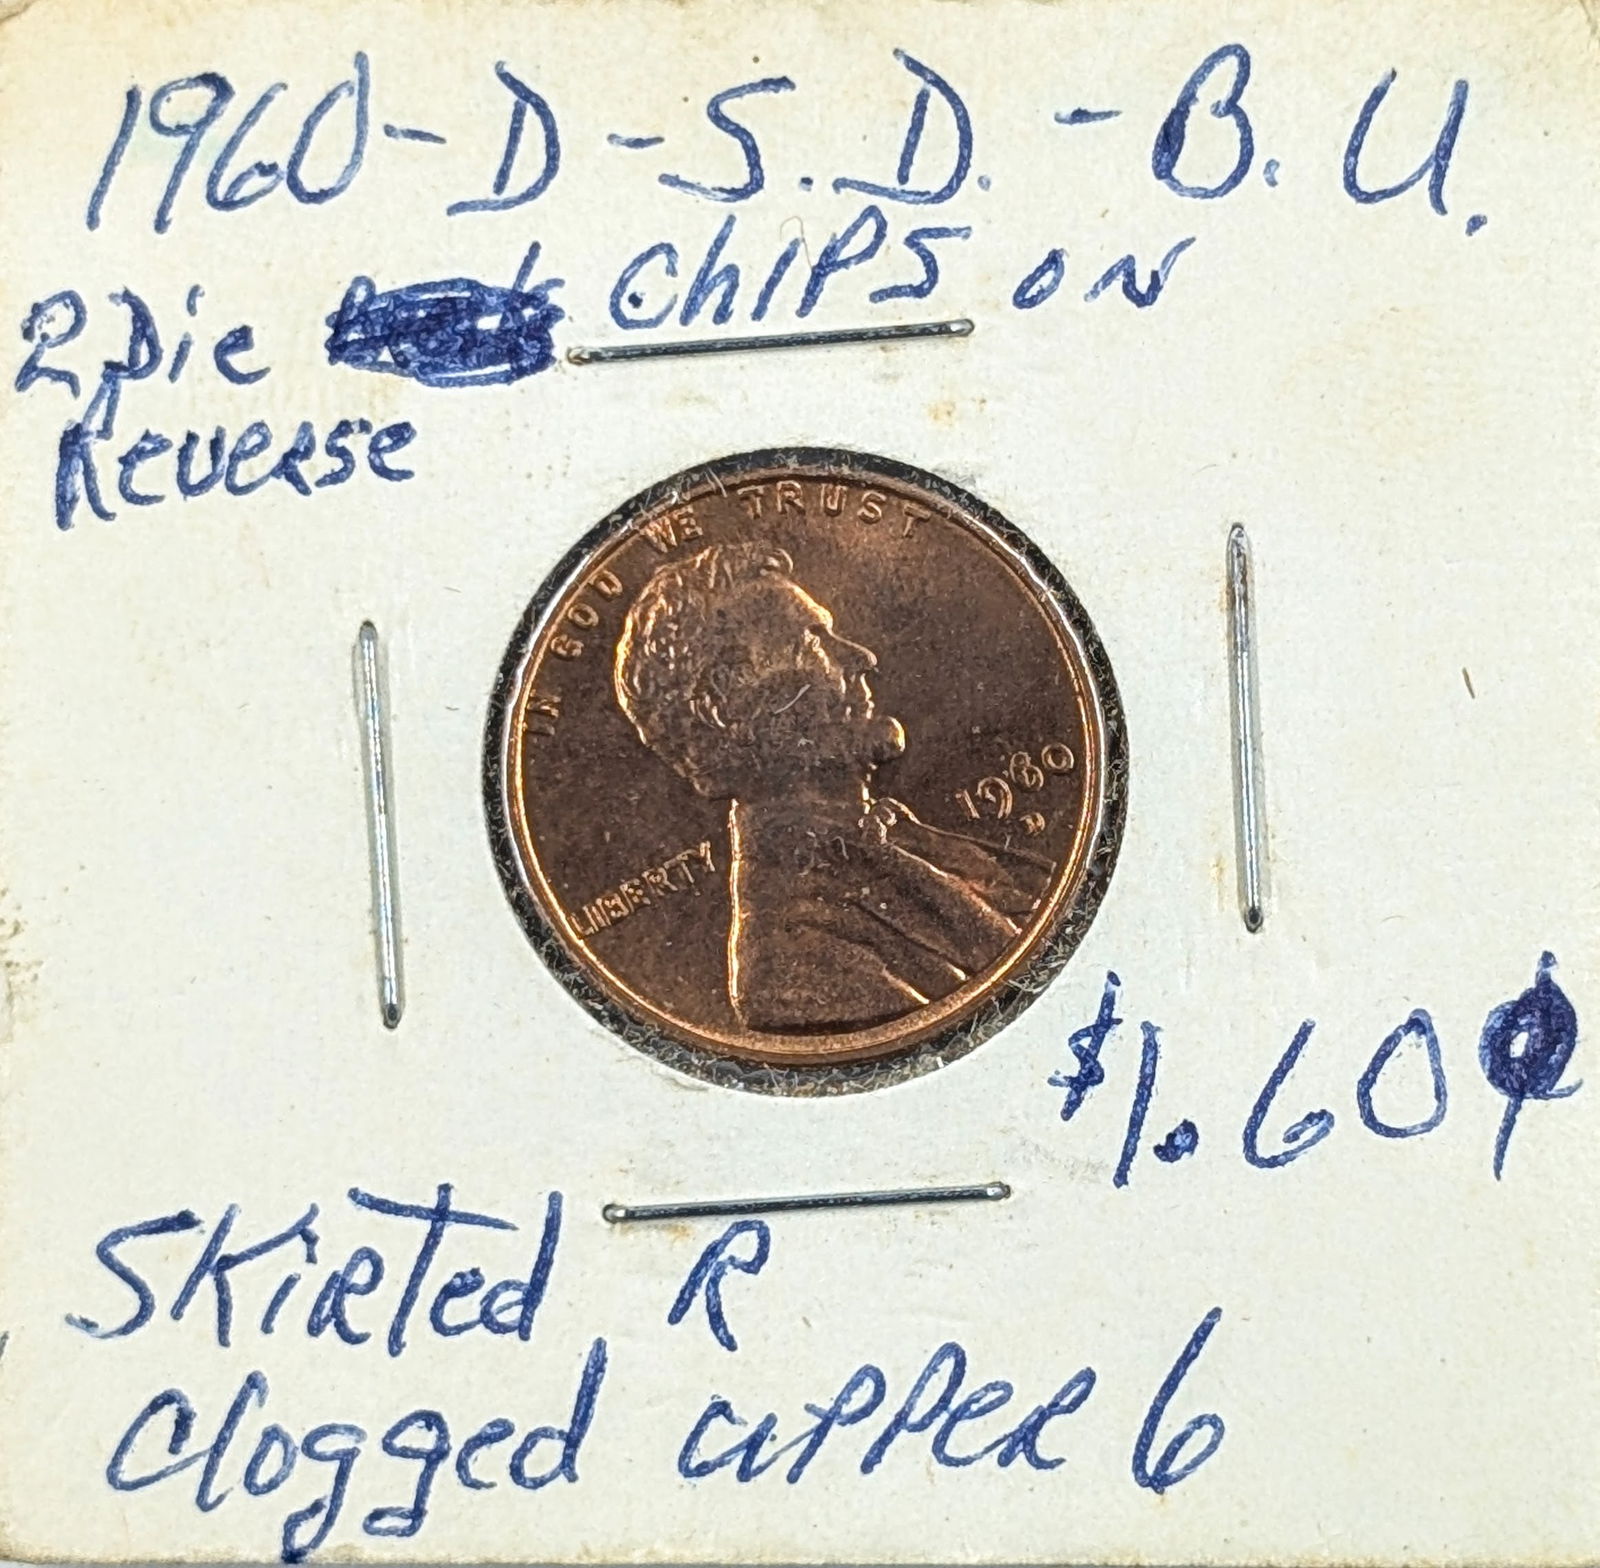 1960-D-S.D.-B.U.
2 Die Chips on
Reverse
IN GOD WE TRUST
LIBERTY
1960
D
$1.60¢
Skirted R
Clogged upper 6